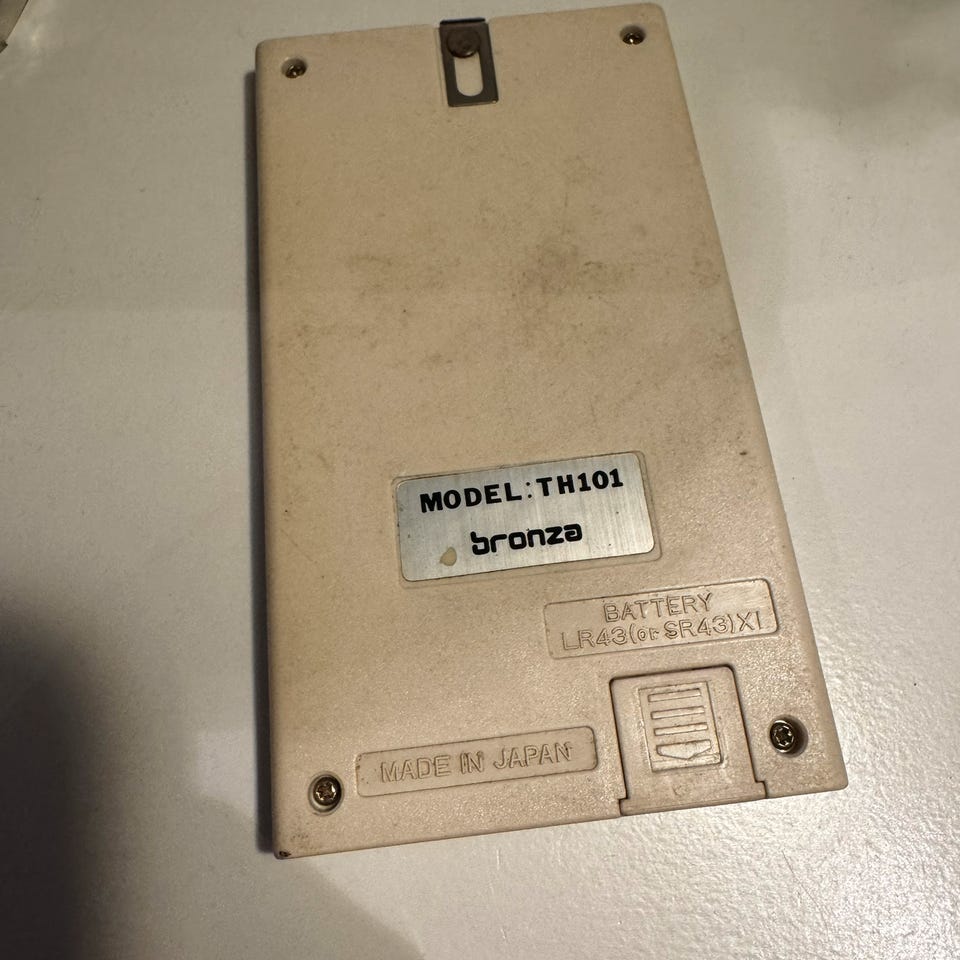 MODEL:TH101
bronza
BATTERY
LR43(or SR43)X1
MADE IN JAPAN